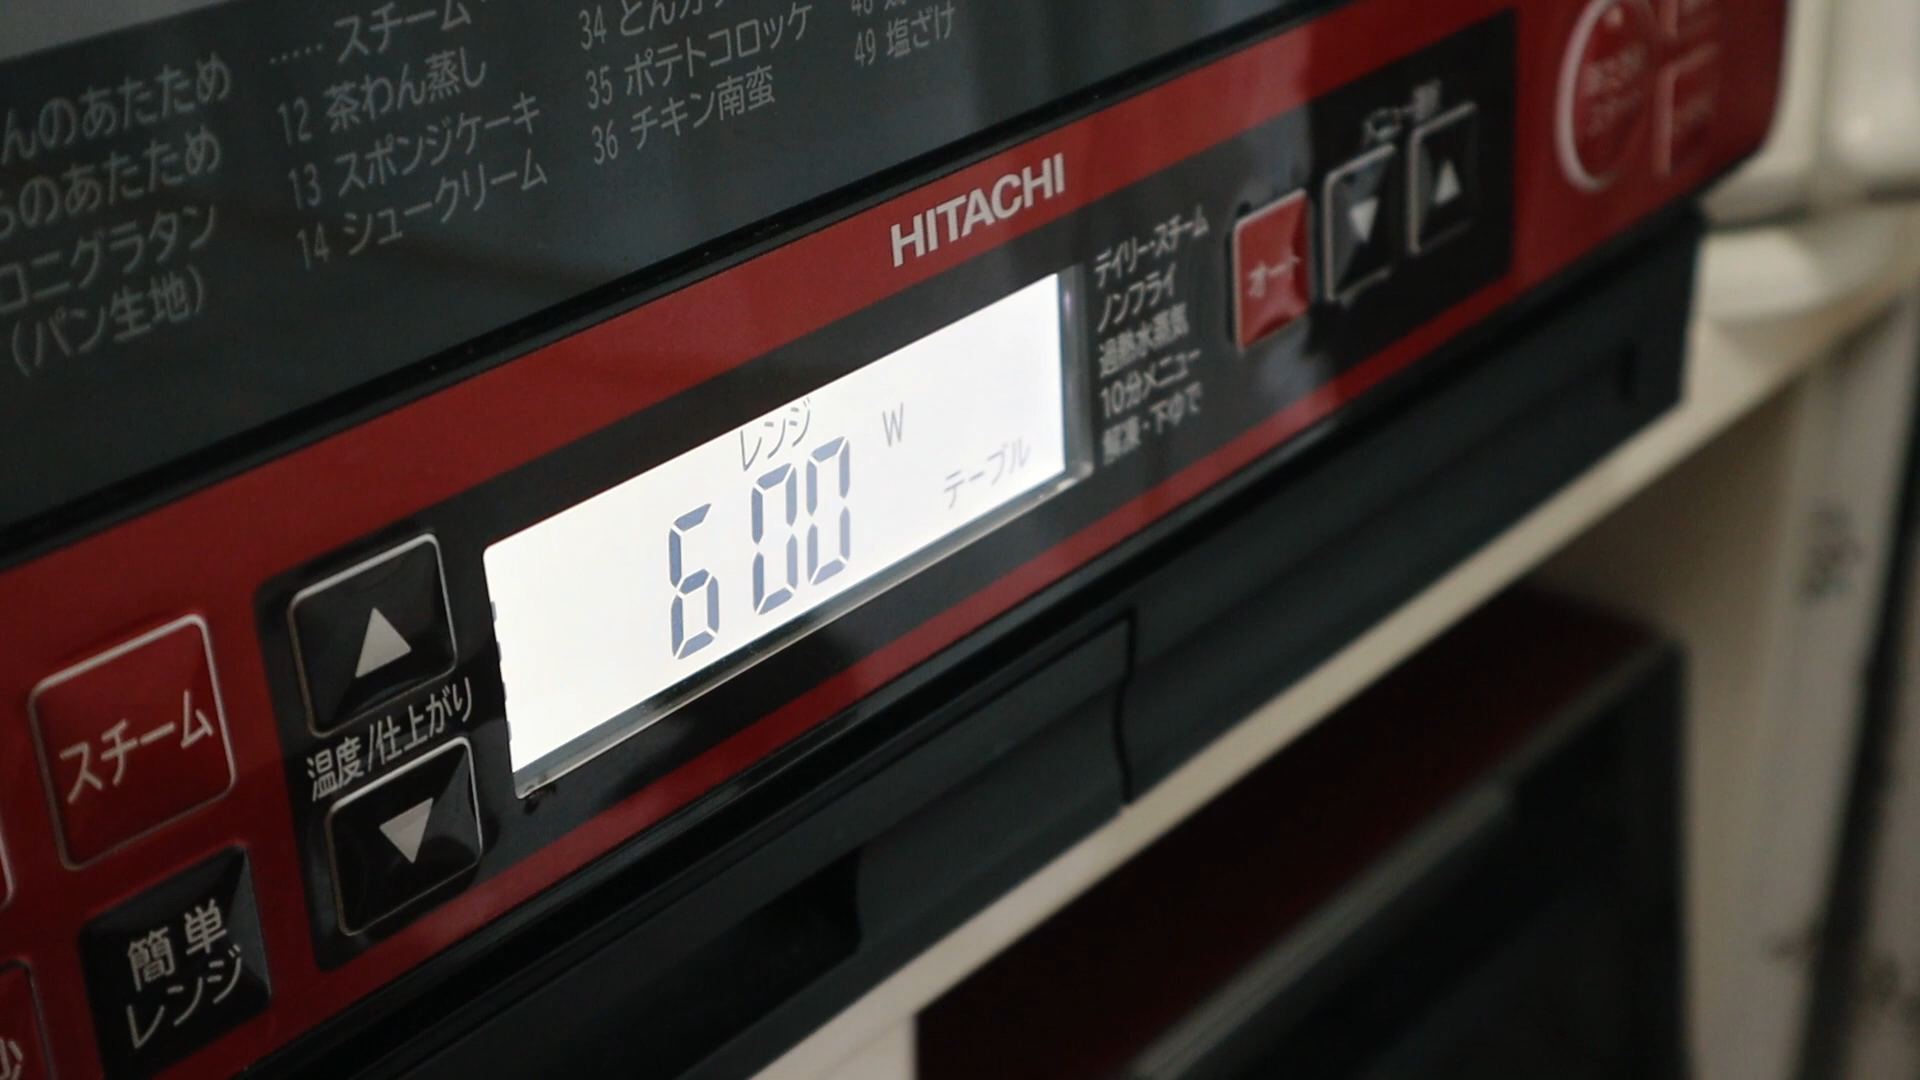 んのあたため
らのあたため
ロニグラタン
(パン生地)
……スチーム
12 茶わん蒸し
13 スポンジケーキ
14 シュークリーム
34 とんカツ
35 ポテトコロッケ
36 チキン南蛮
49 塩ざけ
HITACHI
レンジ
600 W
テーブル
デイリー・スチーム
ノンフライ
過熱水蒸気
10分メニュー
解凍・下ゆで
オート
メニュー
▼
▲
スチーム
▲
温度/仕上がり
▼
簡単
レンジ